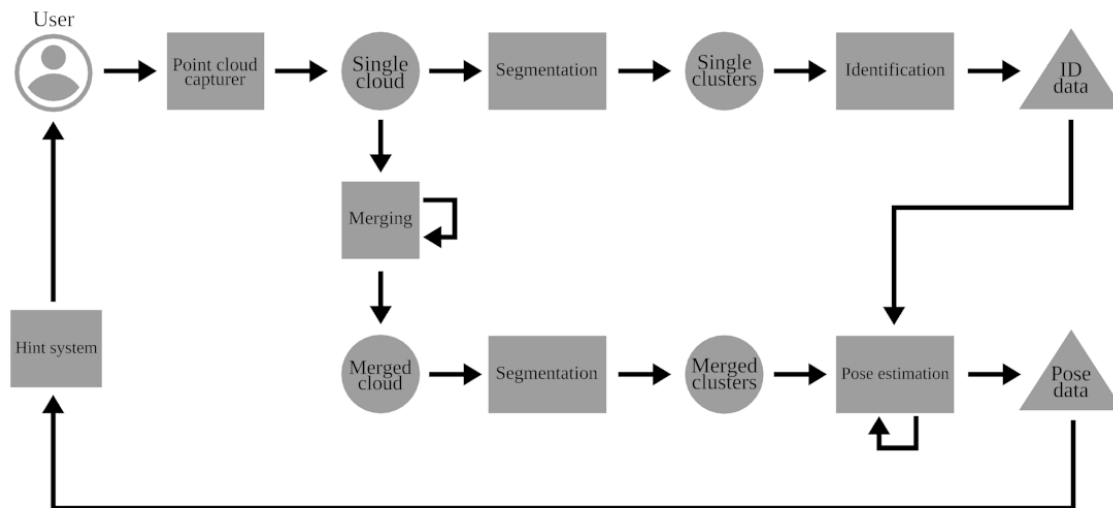 User
Point cloud
capturer
Single
cloud
Segmentation
Single
clusters
Identification
ID
data
Merging
Hint system
Merged
cloud
Segmentation
Merged
clusters
Pose estimation
Pose
data